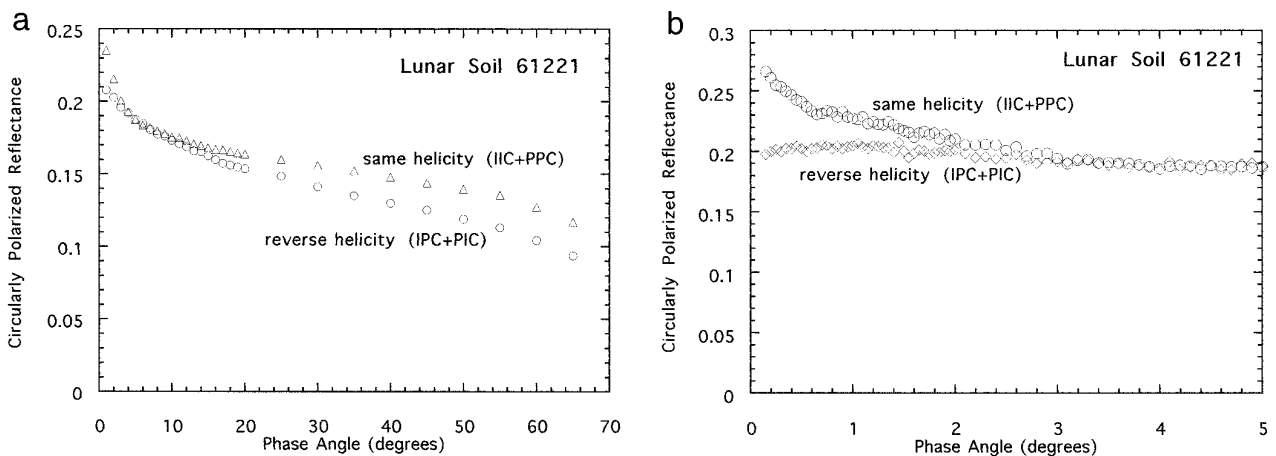 a
Lunar Soil 61221
same helicity (IIC+PPC)
reverse helicity (IPC+PIC)
Circularly Polarized Reflectance
0.25
0.2
0.15
0.1
0.05
0
0 10 20 30 40 50 60 70
Phase Angle (degrees)
b
Lunar Soil 61221
same helicity (IIC+PPC)
reverse helicity (IPC+PIC)
Circularly Polarized Reflectance
0.3
0.25
0.2
0.15
0.1
0.05
0
0 1 2 3 4 5
Phase Angle (degrees)